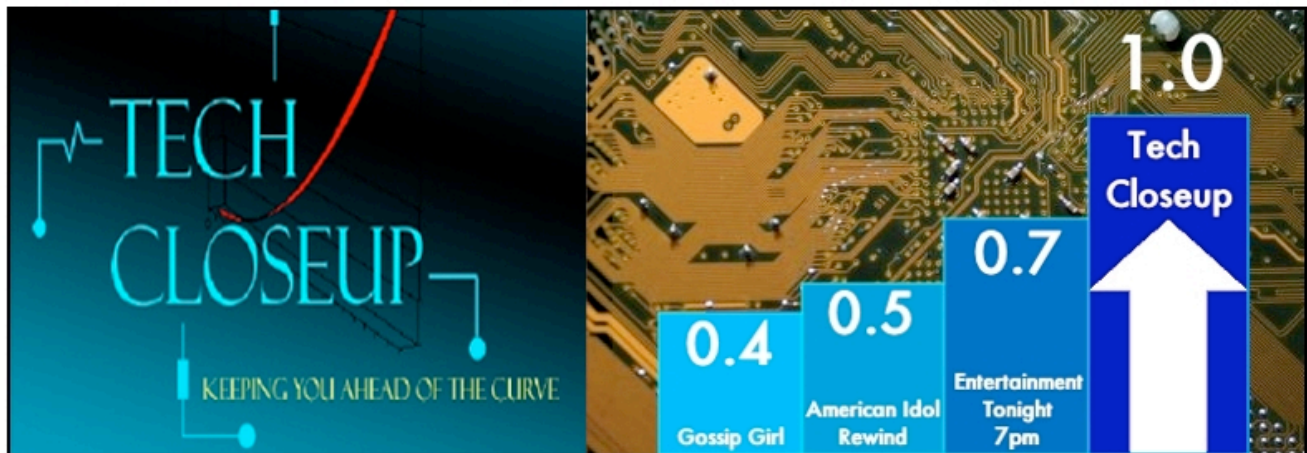 TECH
CLOSEUP
KEEPING YOU AHEAD OF THE CURVE
1.0
Tech
Closeup
0.7
Entertainment
Tonight
7pm
0.5
American Idol
Rewind
0.4
Gossip Girl